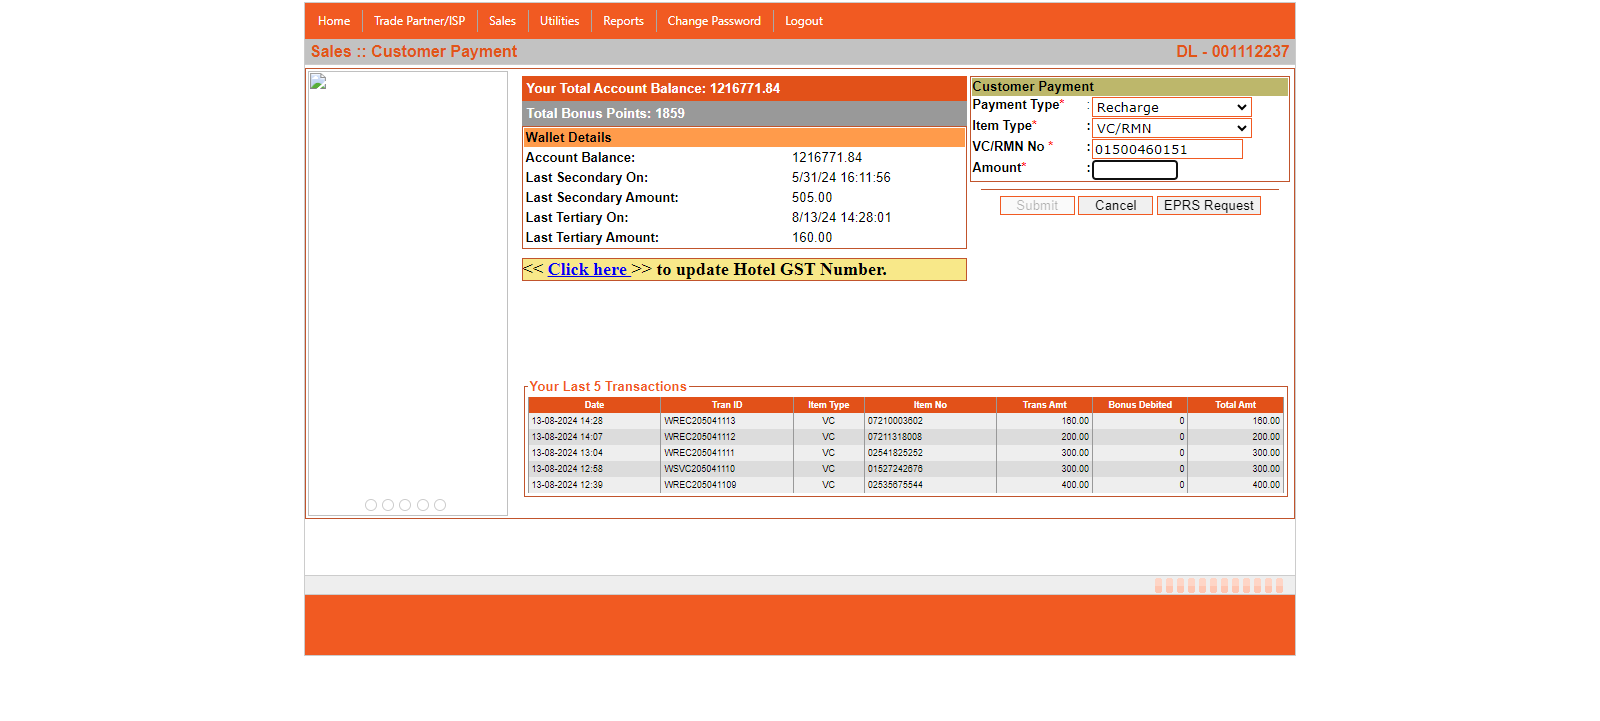 Home Trade Partner/ISP Sales Utilities Reports Change Password Logout
Sales :: Customer Payment DL - 001112237
Your Total Account Balance: 1216771.84
Total Bonus Points: 1859
Wallet Details
Account Balance: 1216771.84
Last Secondary On: 5/31/24 16:11:56
Last Secondary Amount: 505.00
Last Tertiary On: 8/13/24 14:28:01
Last Tertiary Amount: 160.00
<< Click here >> to update Hotel GST Number.
Customer Payment
Payment Type* : Recharge
Item Type* : VC/RMN
VC/RMN No * : 01500460151
Amount* :
Submit Cancel EPRS Request
Your Last 5 Transactions
Date Tran ID Item Type Item No Trans Amt Bonus Debited Total Amt
13-08-2024 14:28 WREC205041113 VC 07210003602 160.00 0 160.00
13-08-2024 14:07 WREC205041112 VC 07211318008 200.00 0 200.00
13-08-2024 13:04 WREC205041111 VC 02541825252 300.00 0 300.00
13-08-2024 12:58 WSVC205041110 VC 01527242676 300.00 0 300.00
13-08-2024 12:39 WREC205041109 VC 02535675544 400.00 0 400.00